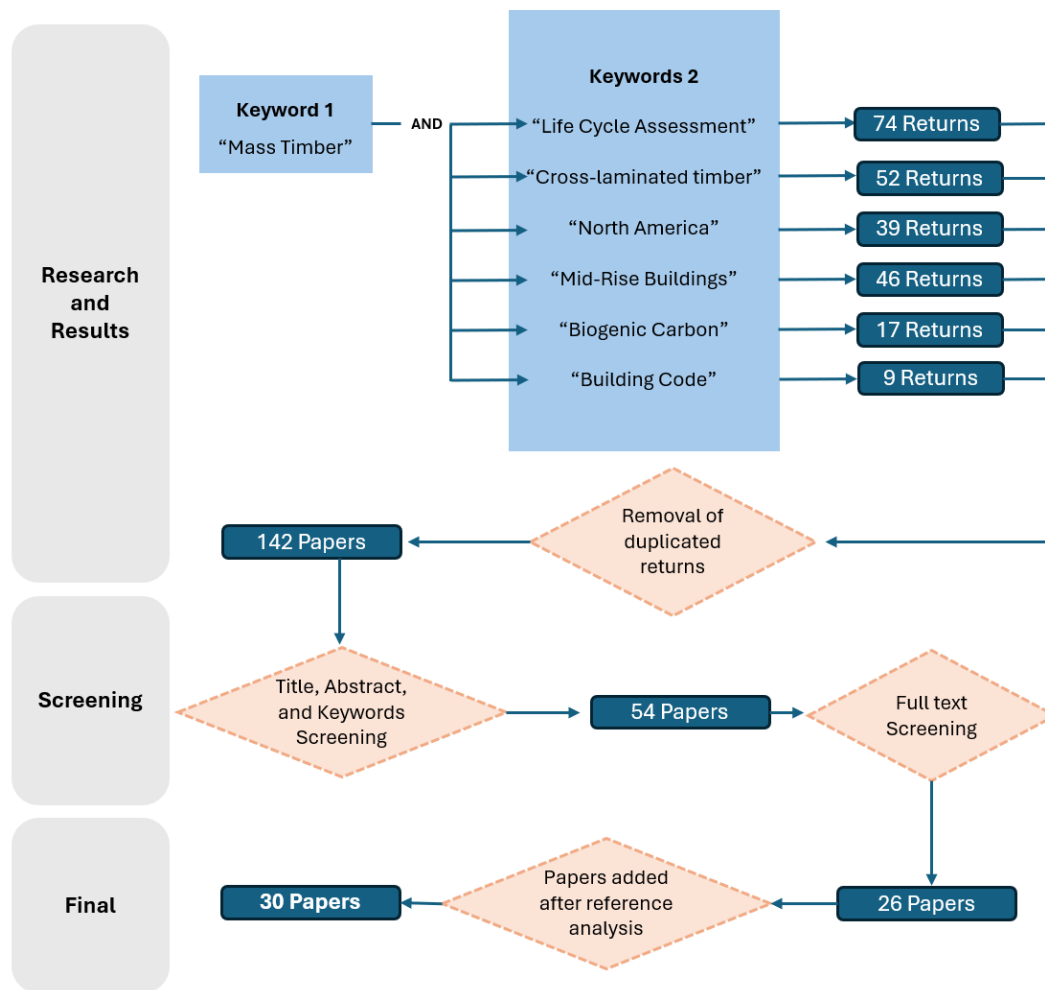 Research
and
Results
Keyword 1
“Mass Timber”
AND
Keywords 2
“Life Cycle Assessment”
74 Returns
“Cross-laminated timber”
52 Returns
“North America”
39 Returns
“Mid-Rise Buildings”
46 Returns
“Biogenic Carbon”
17 Returns
“Building Code”
9 Returns
Removal of
duplicated
returns
142 Papers
Screening
Title, Abstract,
and Keywords
Screening
54 Papers
Full text
Screening
Final
26 Papers
Papers added
after reference
analysis
30 Papers